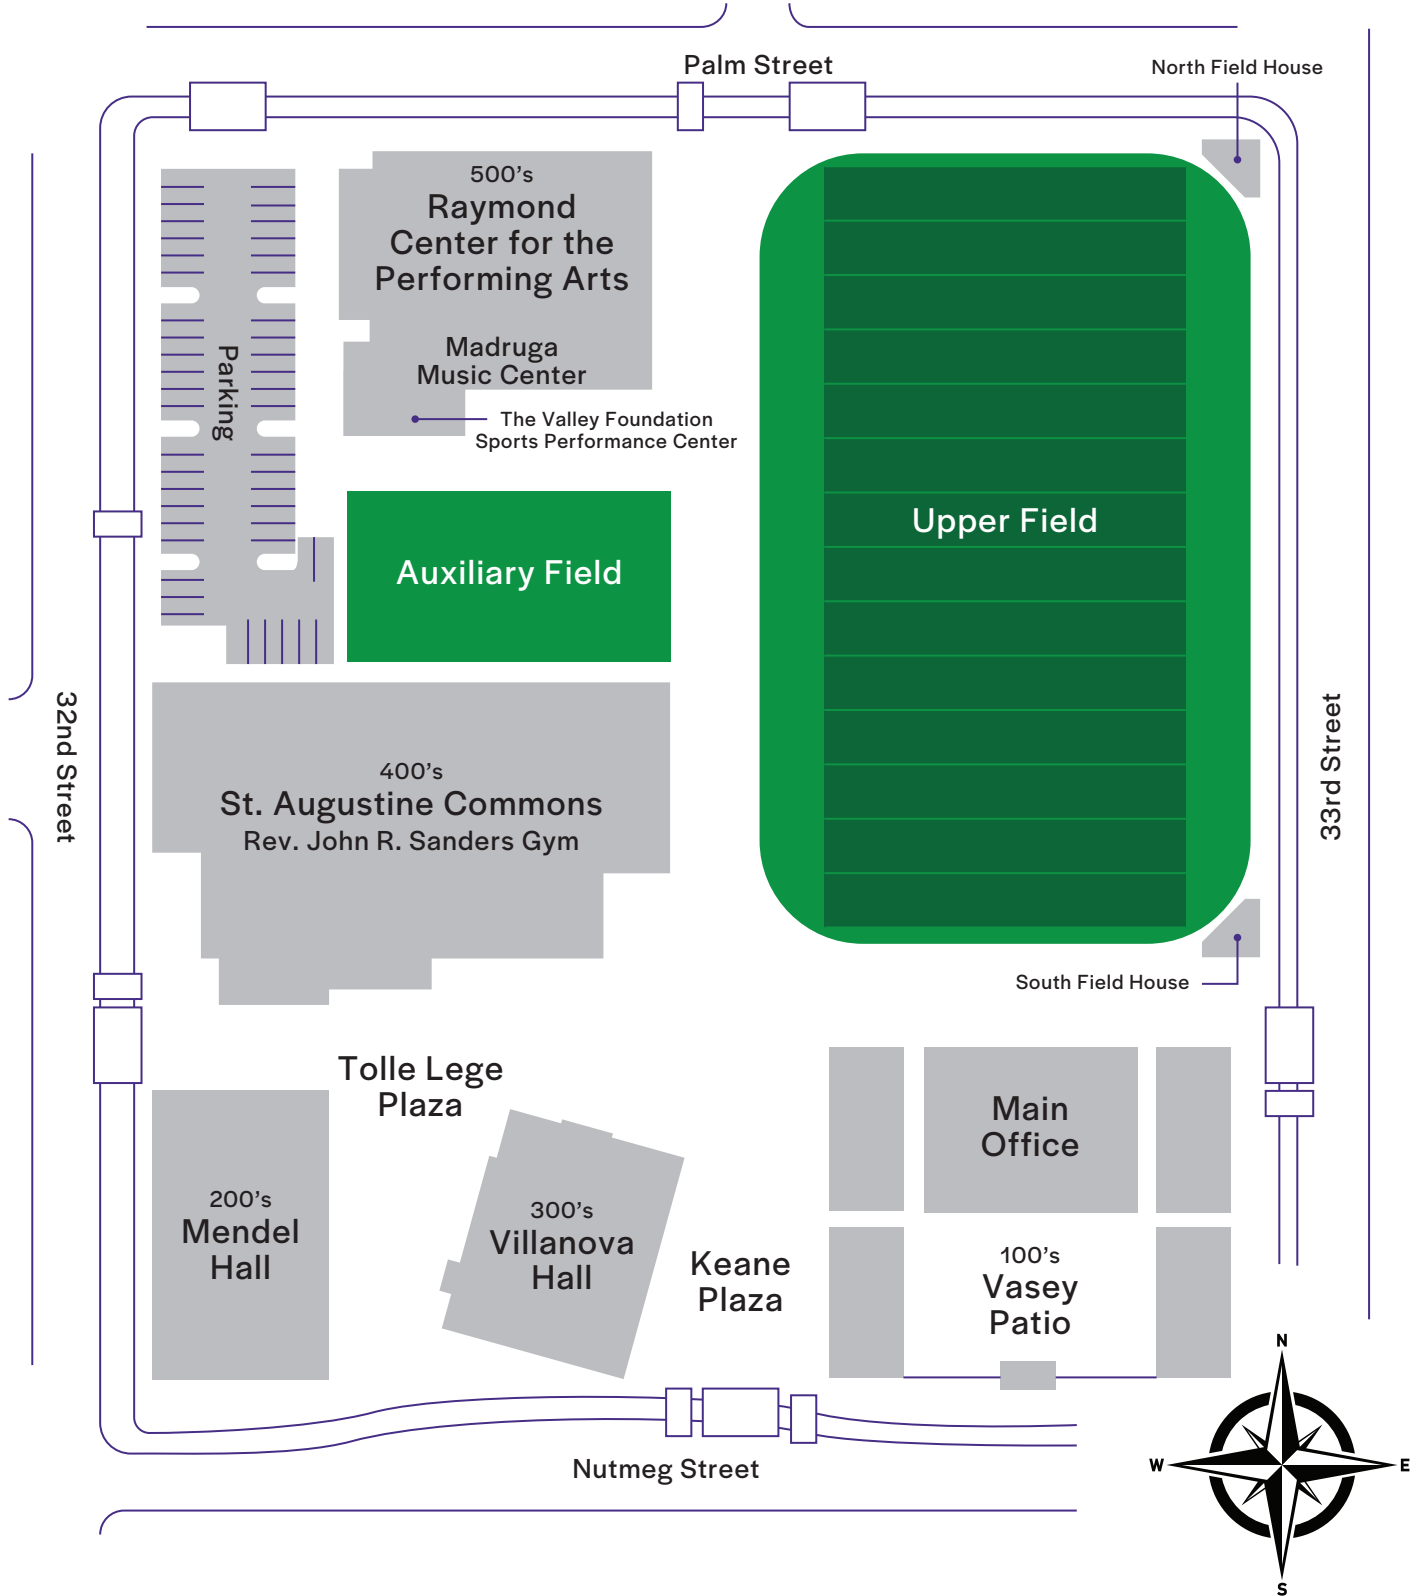 Palm Street
North Field House
500's
Raymond
Center for the
Performing Arts
Parking
Madruga
Music Center
The Valley Foundation
Sports Performance Center
Upper Field
Auxiliary Field
32nd Street
33rd Street
400's
St. Augustine Commons
Rev. John R. Sanders Gym
South Field House
Tolle Lege
Plaza
Main
Office
200's
Mendel
Hall
300's
Villanova
Hall
Keane
Plaza
100's
Vasey
Patio
Nutmeg Street
N
W
E
S